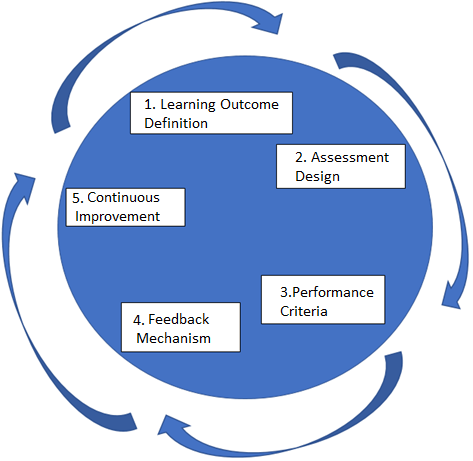 1. Learning Outcome
Definition
2. Assessment
Design
3.Performance
Criteria
4. Feedback
Mechanism
5. Continuous
Improvement